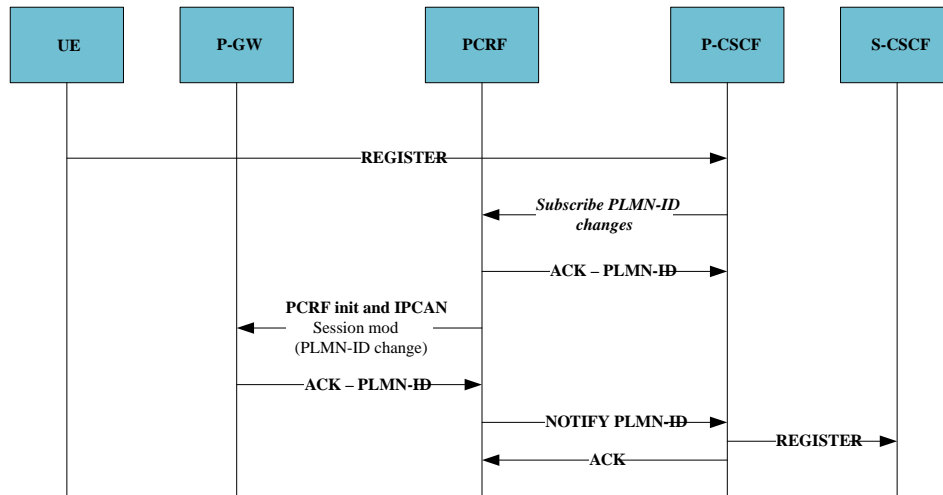 UE
P-GW
PCRF
P-CSCF
S-CSCF
REGISTER
Subscribe PLMN-ID
changes
ACK – PLMN-ID
PCRF init and IPCAN
Session mod
(PLMN-ID change)
ACK – PLMN-ID
NOTIFY PLMN-ID
REGISTER
ACK